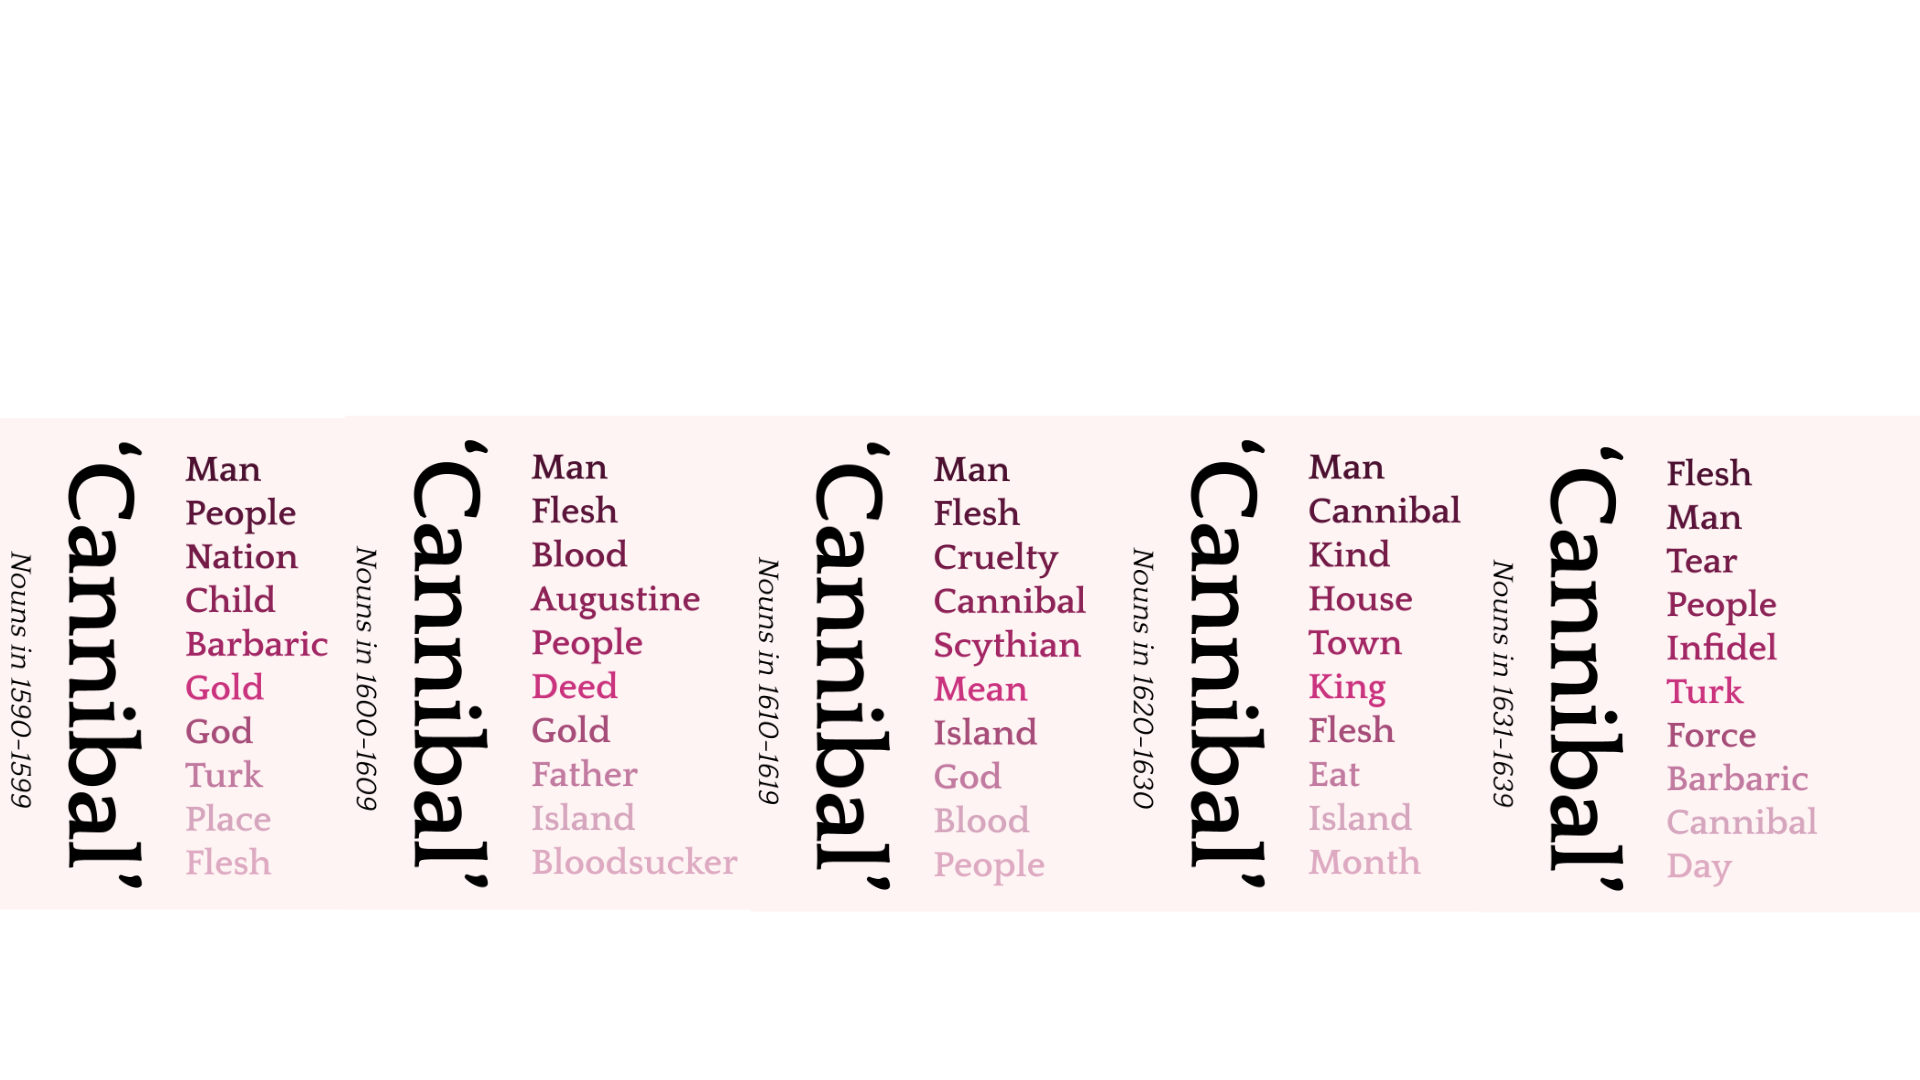 Nouns in 1590-1599
‘Cannibal’
Man
People
Nation
Child
Barbaric
Gold
God
Turk
Place
Flesh
Nouns in 1600-1609
‘Cannibal’
Man
Flesh
Blood
Augustine
People
Deed
Gold
Father
Island
Bloodsucker
Nouns in 1610-1619
‘Cannibal’
Man
Flesh
Cruelty
Cannibal
Scythian
Mean
Island
God
Blood
People
Nouns in 1620-1630
‘Cannibal’
Man
Cannibal
Kind
House
Town
King
Flesh
Eat
Island
Month
Nouns in 1631-1639
‘Cannibal’
Flesh
Man
Tear
People
Infidel
Turk
Force
Barbaric
Cannibal
Day